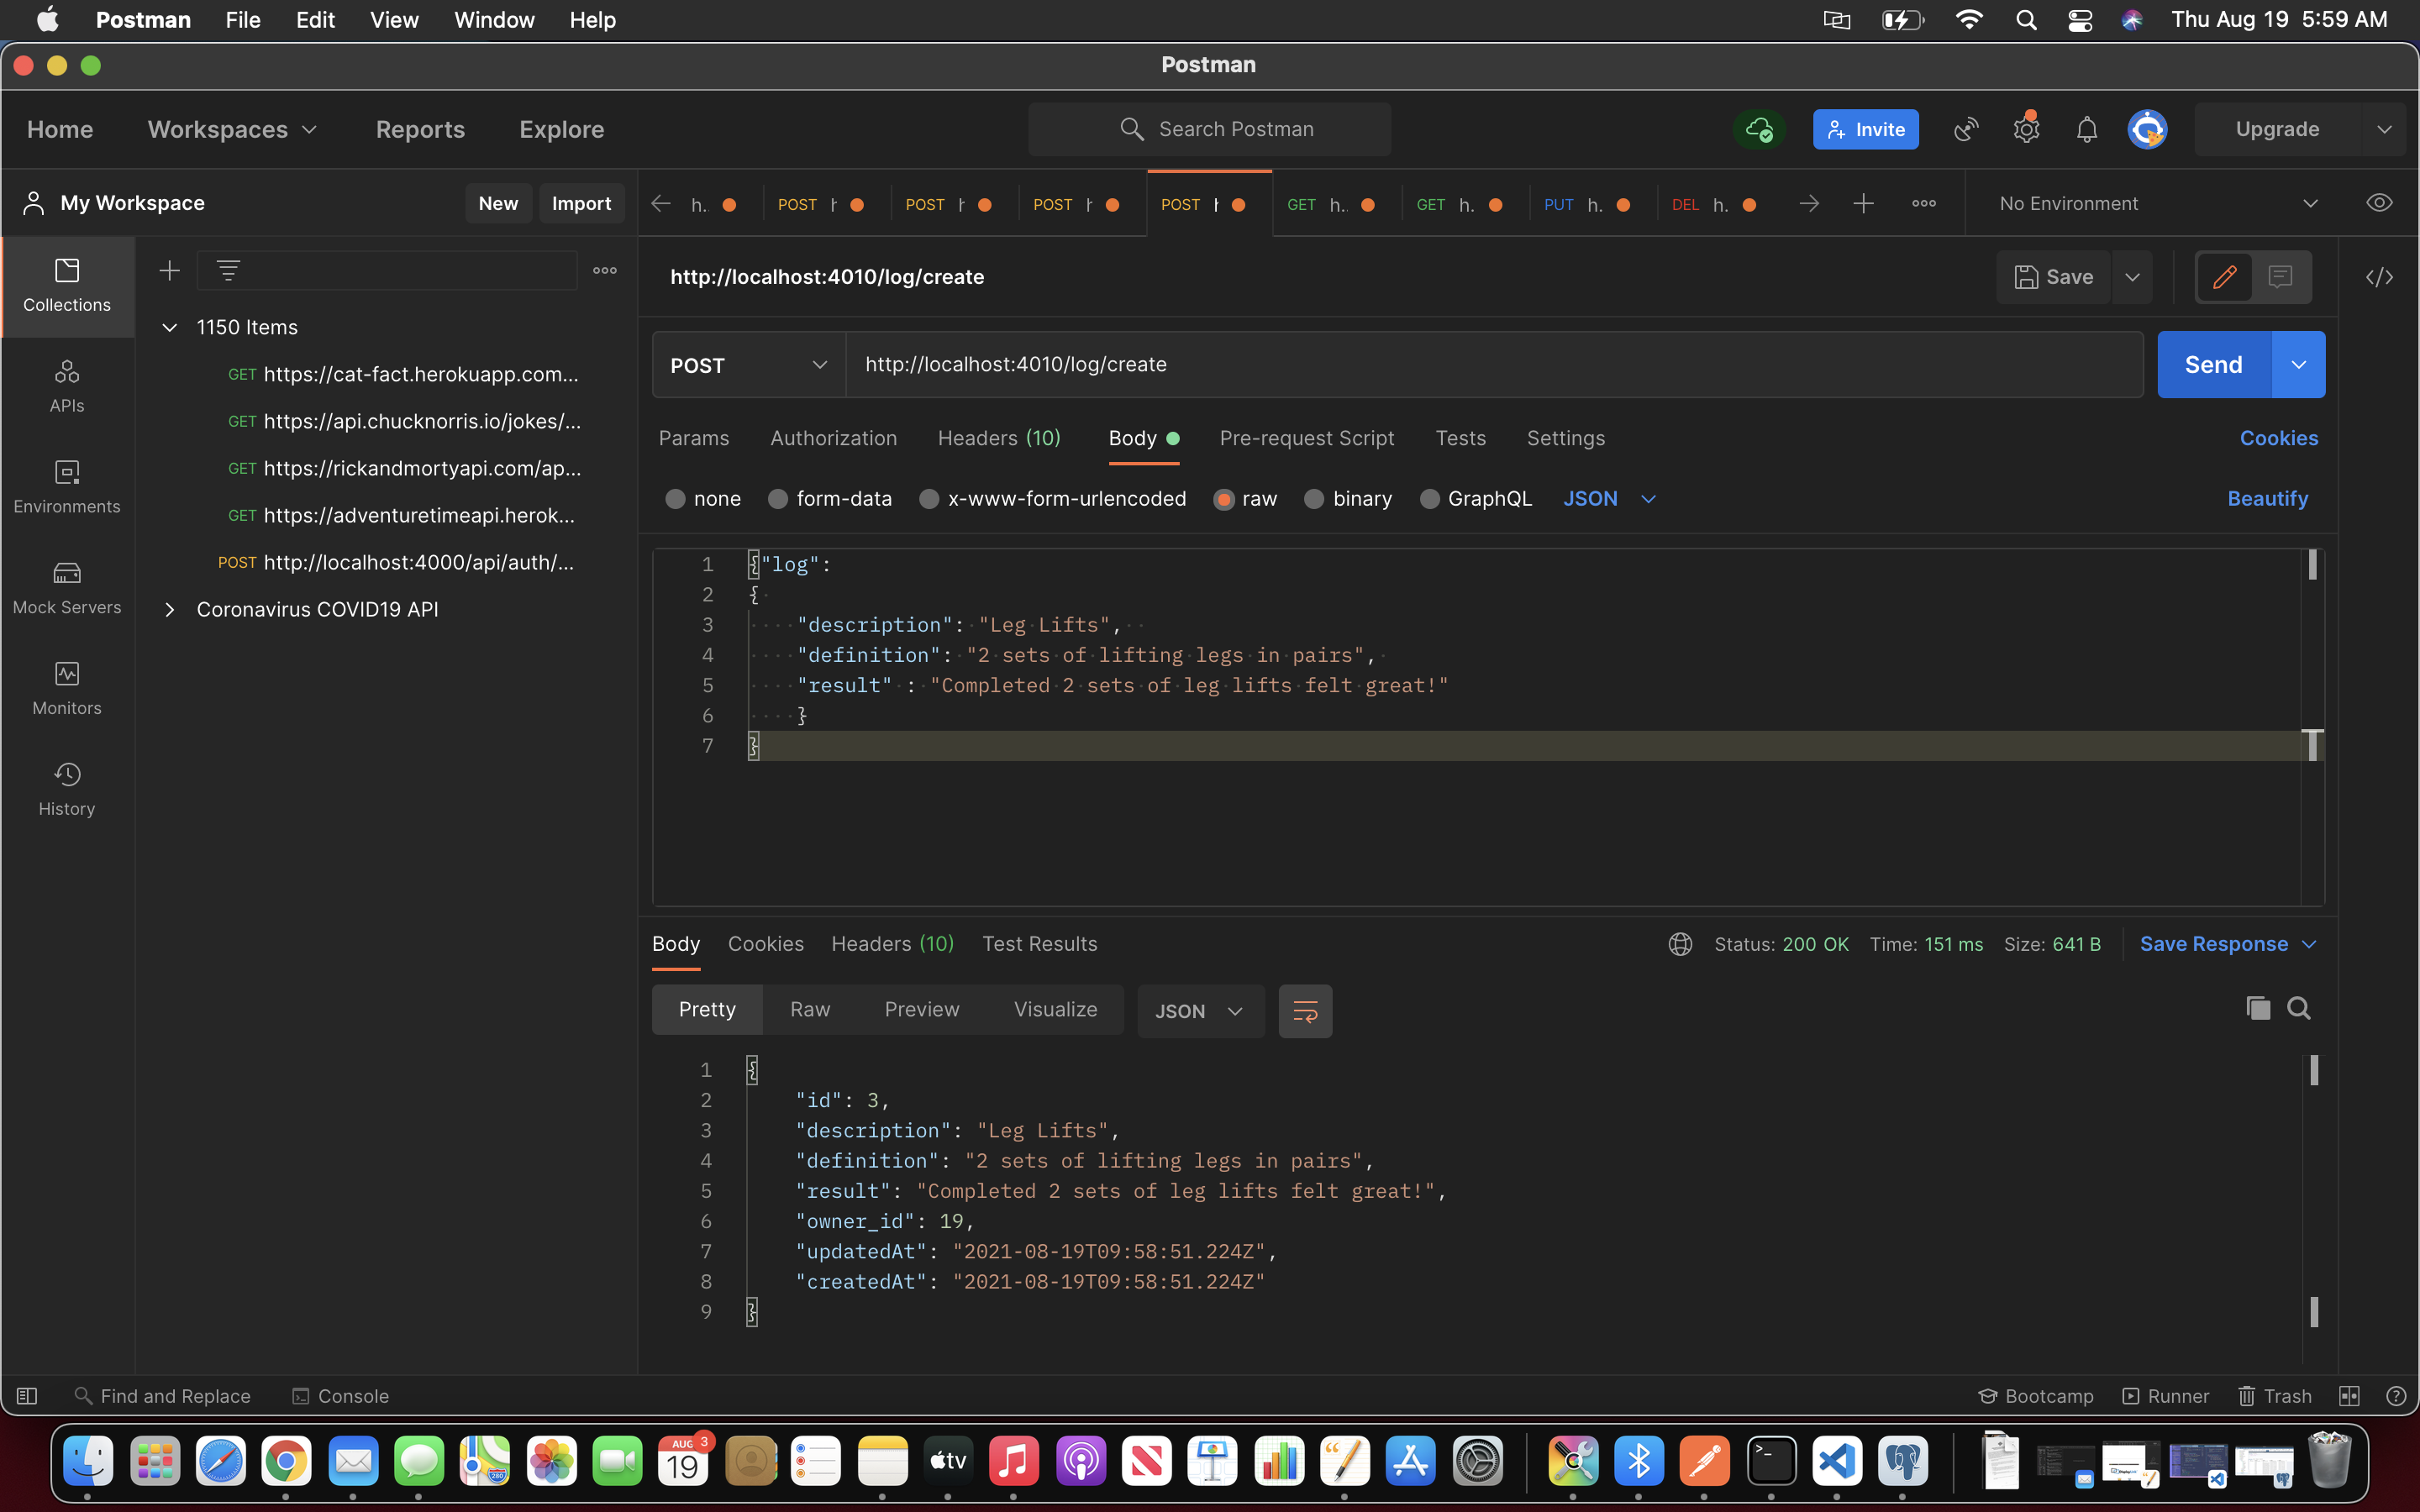 Postman File Edit View Window Help Thu Aug 19 5:59 AM
Postman
Home Workspaces Reports Explore Search Postman Invite Upgrade
My Workspace New Import h. POST POST POST POST GET h.. GET h. PUT h. DEL h. No Environment
Collections
APIs
Environments
Mock Servers
Monitors
History
1150 Items
GET https://cat-fact.herokuapp.com...
GET https://api.chucknorris.io/jokes/...
GET https://rickandmortyapi.com/ap...
GET https://adventuretimeapi.herok...
POST http://localhost:4000/api/auth/...
Coronavirus COVID19 API
http://localhost:4010/log/create Save
POST http://localhost:4010/log/create Send
Params Authorization Headers (10) Body Pre-request Script Tests Settings Cookies
none form-data x-www-form-urlencoded raw binary GraphQL JSON Beautify
1 {"log":
2 {
3 "description": "Leg Lifts",
4 "definition": "2 sets of lifting legs in pairs",
5 "result" : "Completed 2 sets of leg lifts felt great!"
6 }
7 }
Body Cookies Headers (10) Test Results Status: 200 OK Time: 151 ms Size: 641 B Save Response
Pretty Raw Preview Visualize JSON
1 {
2 "id": 3,
3 "description": "Leg Lifts",
4 "definition": "2 sets of lifting legs in pairs",
5 "result": "Completed 2 sets of leg lifts felt great!",
6 "owner_id": 19,
7 "updatedAt": "2021-08-19T09:58:51.224Z",
8 "createdAt": "2021-08-19T09:58:51.224Z"
9 }
Find and Replace Console Bootcamp Runner Trash
280 AUG 19 3 tv